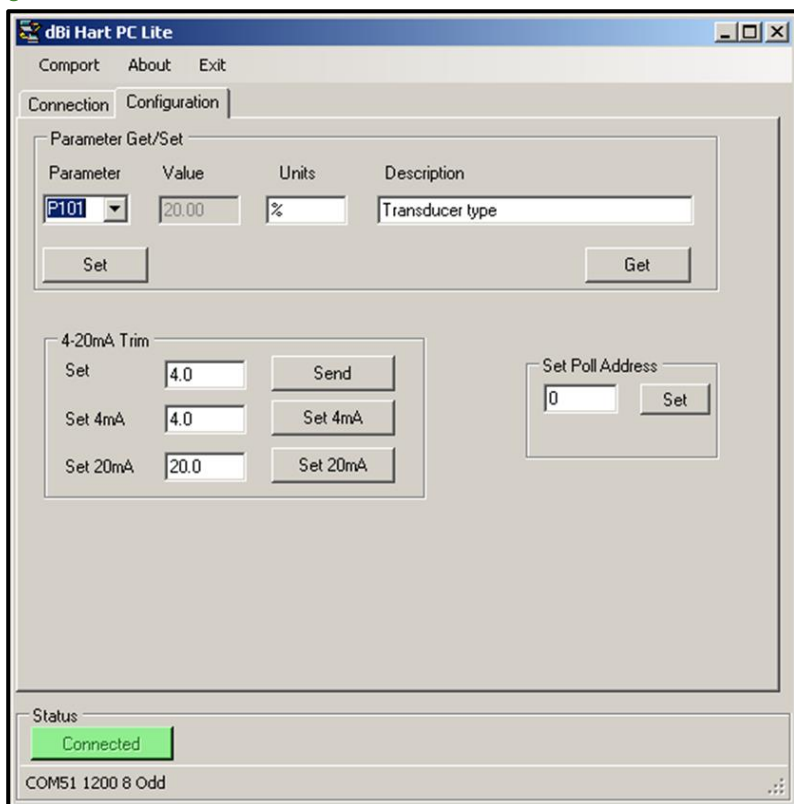 dBi Hart PC Lite
Comport About Exit
Connection Configuration
Parameter Get/Set
Parameter Value Units Description
P101 20.00 % Transducer type
Set Get
4-20mA Trim
Set 4.0 Send
Set 4mA 4.0 Set 4mA
Set 20mA 20.0 Set 20mA
Set Poll Address
0 Set
Status
Connected
COM51 1200 8 Odd